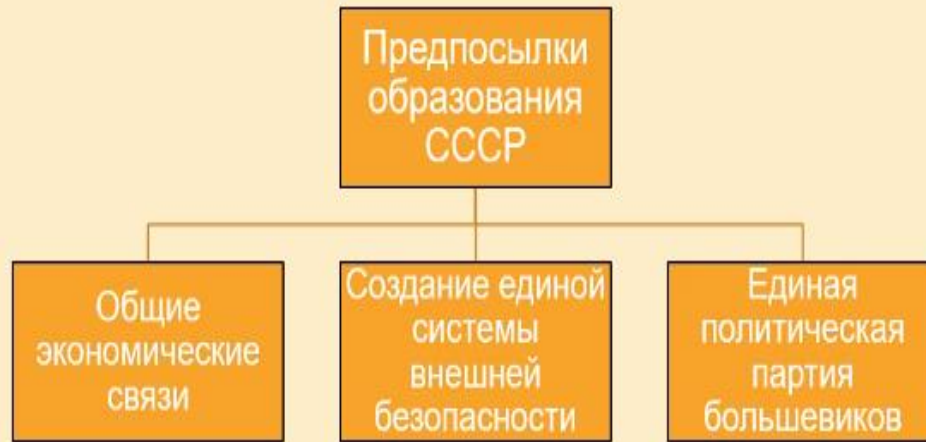 Предпосылки
образования
СССР
Общие
экономические
связи
Создание единой
системы
внешней
безопасности
Единая
политическая
партия
большевиков